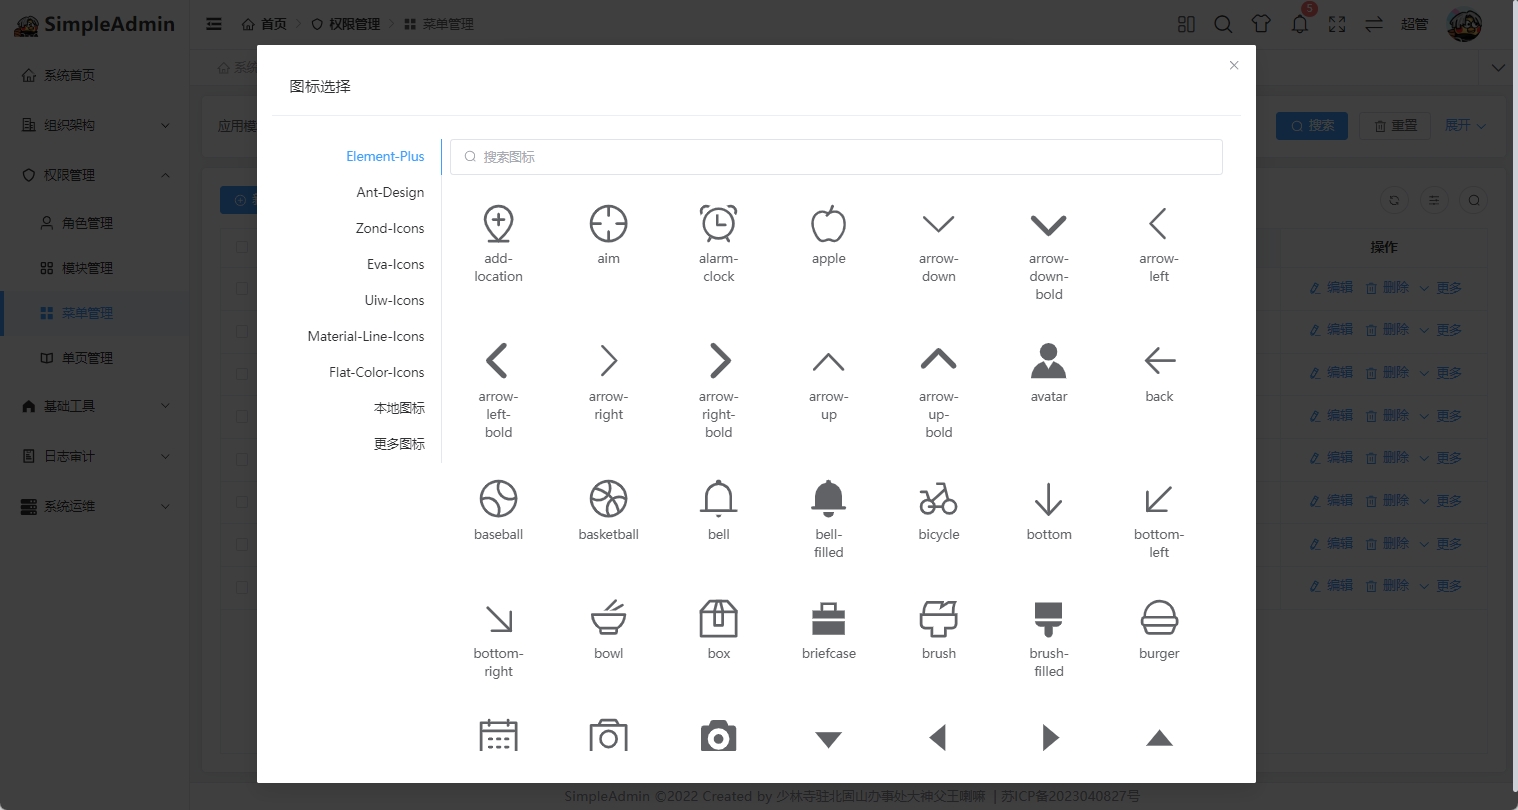 SimpleAdmin
首页
权限管理
菜单管理
5
超管
系统首页
组织架构
权限管理
角色管理
模块管理
菜单管理
单页管理
基础工具
日志审计
系统运维
搜索
重置
展开
图标选择
Element-Plus
Ant-Design
Zond-Icons
Eva-Icons
Uiw-Icons
Material-Line-Icons
Flat-Color-Icons
本地图标
更多图标
搜索图标
add-
location
aim
alarm-
clock
apple
arrow-
down
arrow-
down-
bold
arrow-
left
arrow-
left-
bold
arrow-
right
arrow-
right-
bold
arrow-
up
arrow-
up-
bold
avatar
back
baseball
basketball
bell
bell-
filled
bicycle
bottom
bottom-
left
bottom-
right
bowl
box
briefcase
brush
brush-
filled
burger
操作
编辑 删除 更多
编辑 删除 更多
编辑 删除 更多
编辑 删除 更多
编辑 删除 更多
编辑 删除 更多
编辑 删除 更多
编辑 删除 更多
SimpleAdmin ©2022 Created by 少林寺驻北固山办事处大神父王喇嘛 | 苏ICP备2023040827号